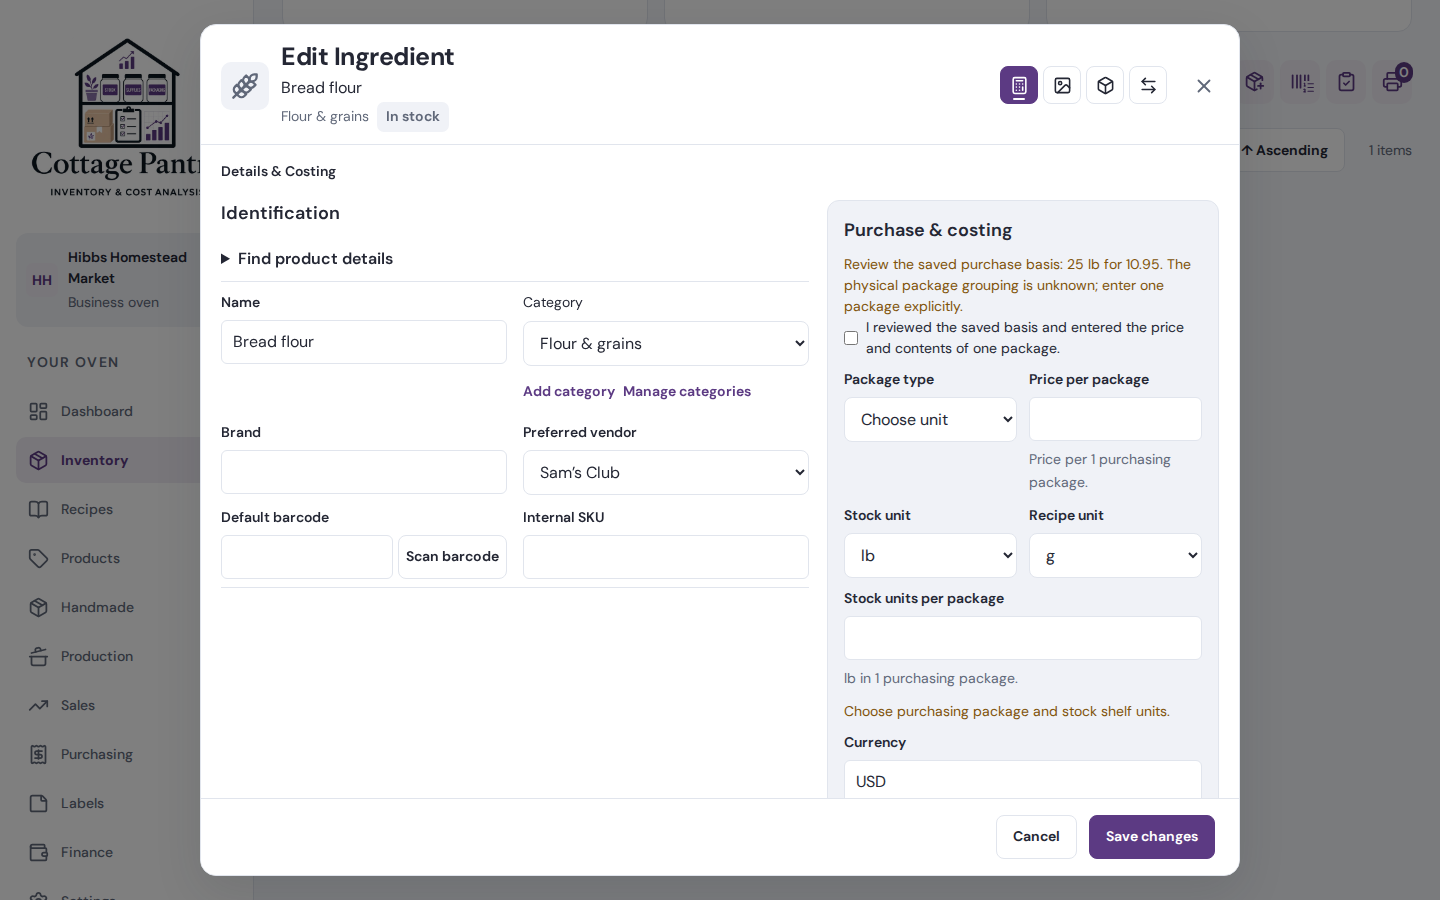 Cottage Pant
INVENTORY & COST ANALYSI
HH
Hibbs Homestead
Market
Business oven
YOUR OVEN
Dashboard
Inventory
Recipes
Products
Handmade
Production
Sales
Purchasing
Labels
Finance
Edit Ingredient
Bread flour
Flour & grains
In stock
Details & Costing
Identification
Find product details
Name
Category
Bread flour
Flour & grains
Add category
Manage categories
Brand
Preferred vendor
Sam's Club
Default barcode
Internal SKU
Scan barcode
Purchase & costing
Review the saved purchase basis: 25 lb for 10.95. The
physical package grouping is unknown; enter one
package explicitly.
I reviewed the saved basis and entered the price
and contents of one package.
Package type
Price per package
Choose unit
Price per 1 purchasing
package.
Stock unit
Recipe unit
lb
g
Stock units per package
lb in 1 purchasing package.
Choose purchasing package and stock shelf units.
Currency
USD
Cancel
Save changes
0
↑ Ascending
1 items